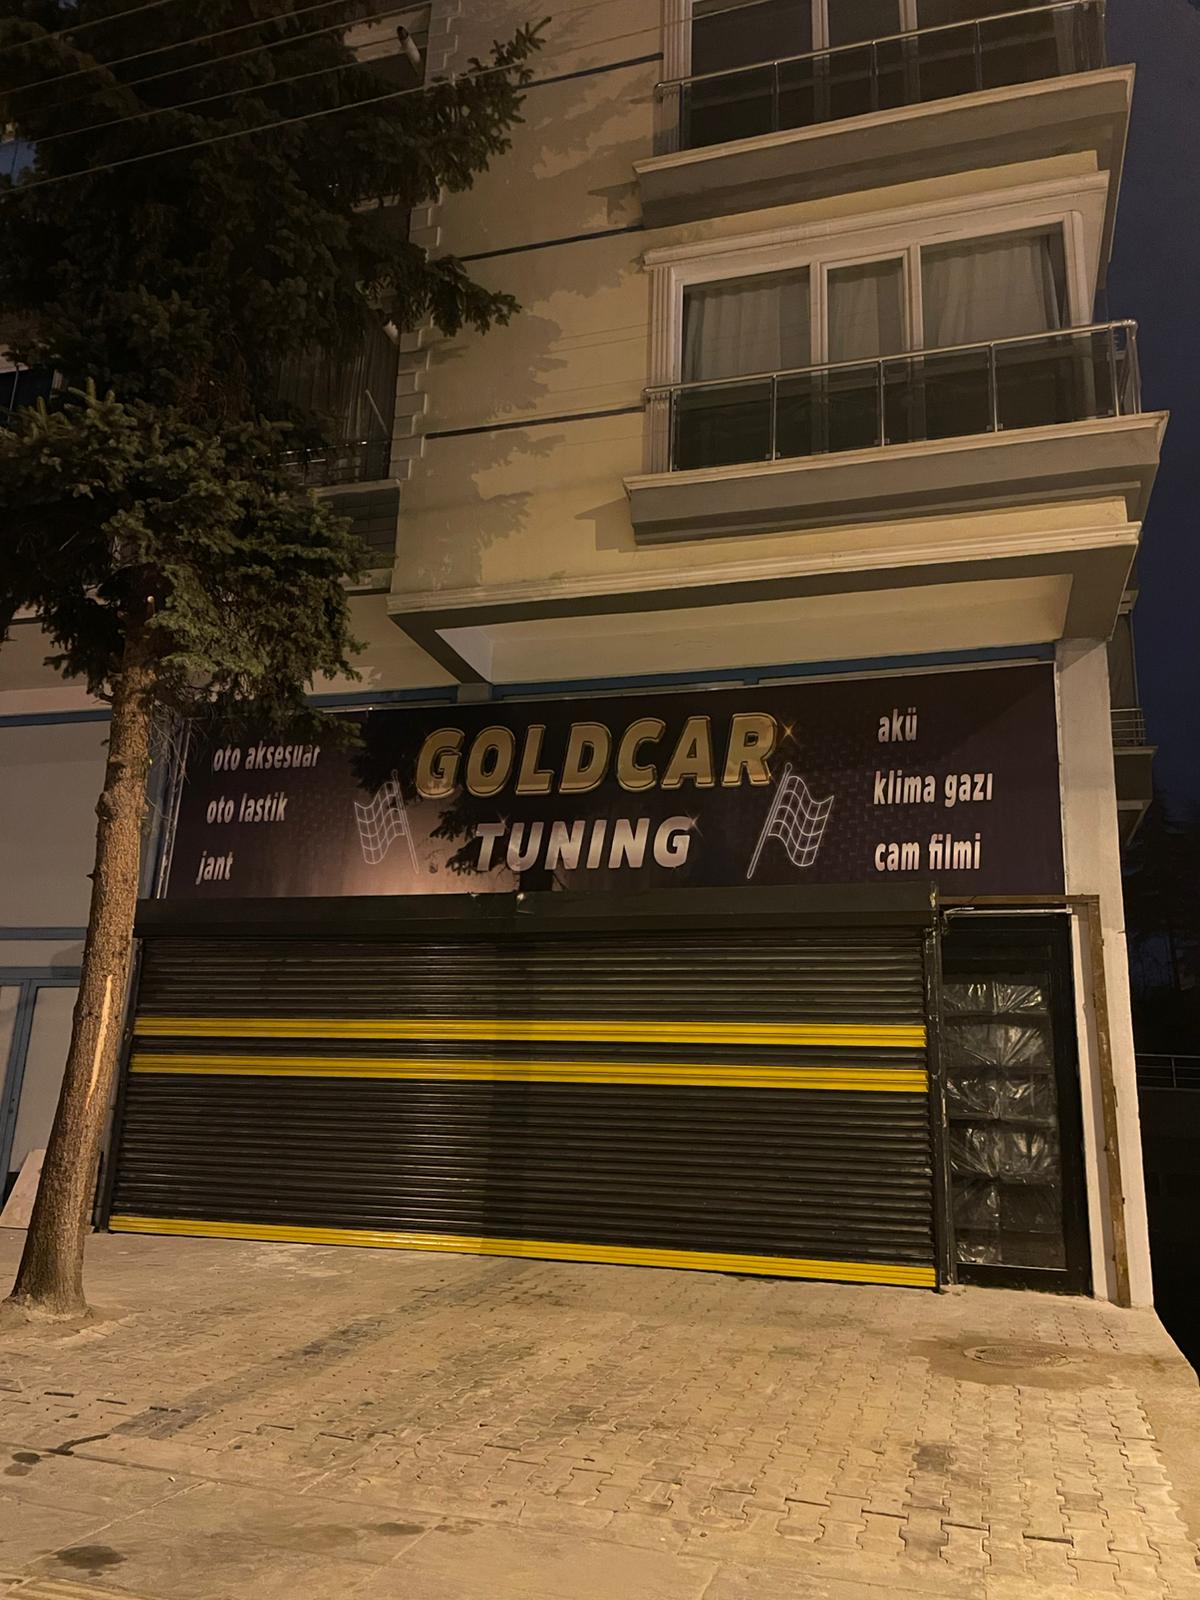 oto aksesuar
oto lastik
jant
GOLDCAR
TUNING
akü
klima gazı
cam filmi